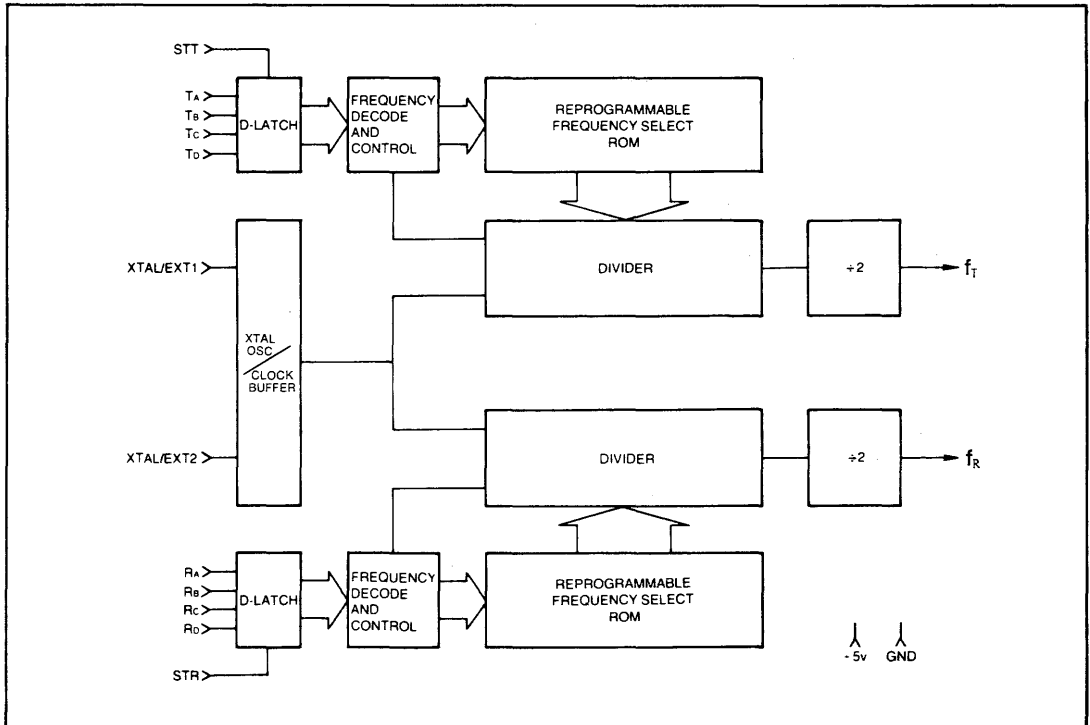 STT
TA
TB
TC
TD
D-LATCH
FREQUENCY
DECODE
AND
CONTROL
REPROGRAMMABLE
FREQUENCY SELECT
ROM
XTAL/EXT1
XTAL
OSC
CLOCK
BUFFER
DIVIDER
÷2
fT
XTAL/EXT2
DIVIDER
÷2
fR
RA
RB
RC
RD
D-LATCH
FREQUENCY
DECODE
AND
CONTROL
REPROGRAMMABLE
FREQUENCY SELECT
ROM
STR
-5v GND